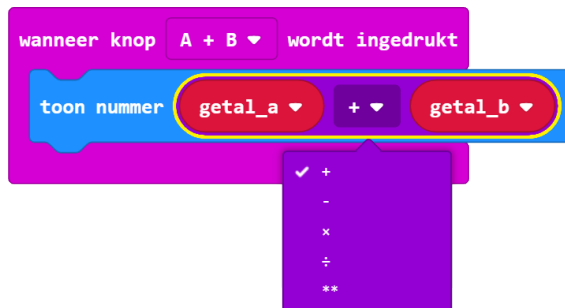 wanneer knop A + B wordt ingedrukt
toon nummer getal_a + getal_b
+
-
×
÷
**